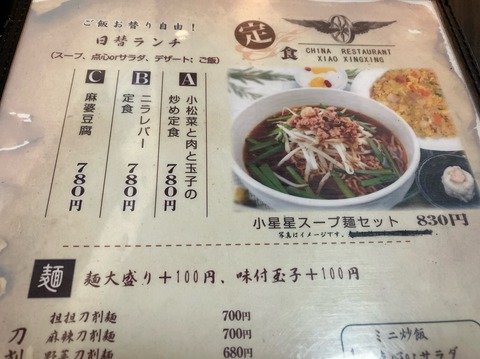 ご飯お替り自由！
日替ランチ
（スープ、点心orサラダ、デザート：ご飯）
A
小松菜と肉と玉子の
炒め定食
780円
B
ニラレバー
定食
780円
C
麻婆豆腐
780円
定食
CHINA RESTAURANT
XIAO XINGXING
小星星スープ麺セット 830円
写真はイメージです。
麺
麺大盛り＋100円、味付玉子＋100円
刀
担担刀削麺 700円
麻辣刀削麺 700円
野菜刀削麺 680円
ミニ炒飯